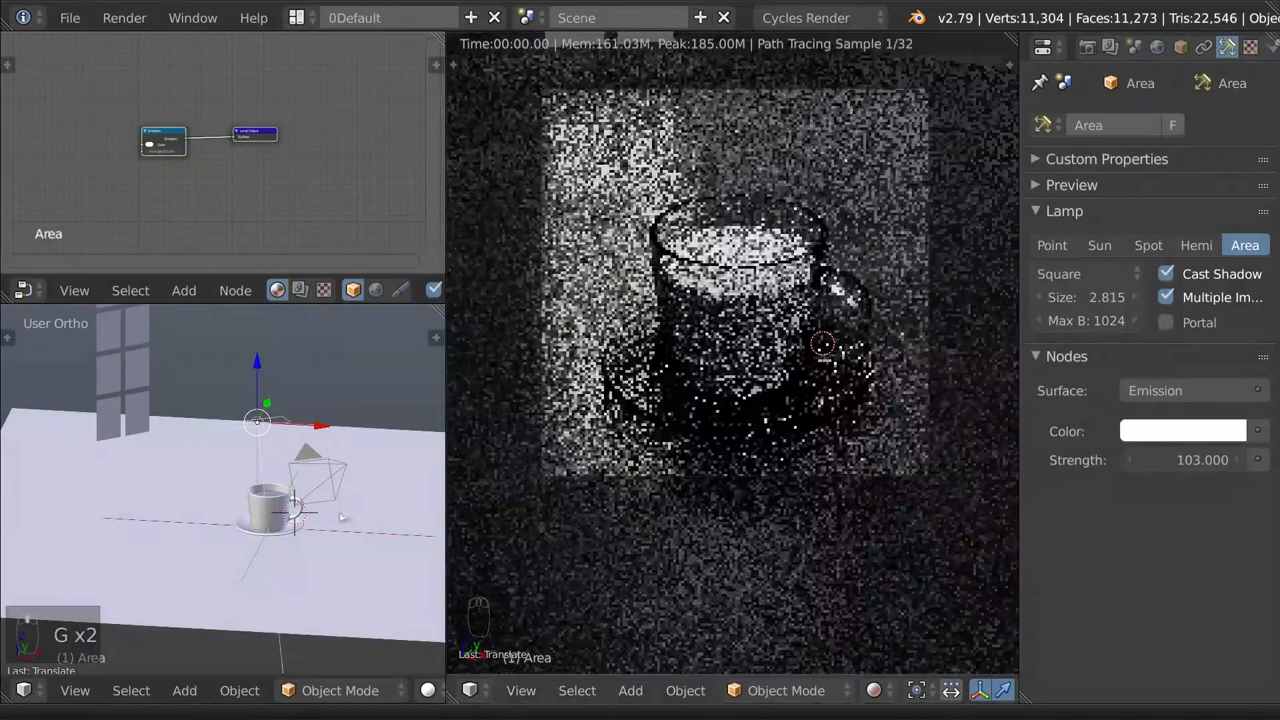 File Render Window Help 0Default Scene Cycles Render v2.79 | Verts:11,304 | Faces:11,273 | Tris:22,546 | Obje
Time:00:00.00 | Mem:161.03M, Peak:185.00M | Path Tracing Sample 1/32
Area
View Select Add Node
User Ortho
G x2
(1) Area
Last: Translate
View Select Add Object Object Mode
Last: Translate
(1) Area
View Select Add Object Object Mode
Area Area
Area F
Custom Properties
Preview
Lamp
Point Sun Spot Hemi Area
Square Cast Shadow
Size: 2.815 Multiple Im...
Max B: 1024 Portal
Nodes
Surface: Emission
Color:
Strength: 103.000